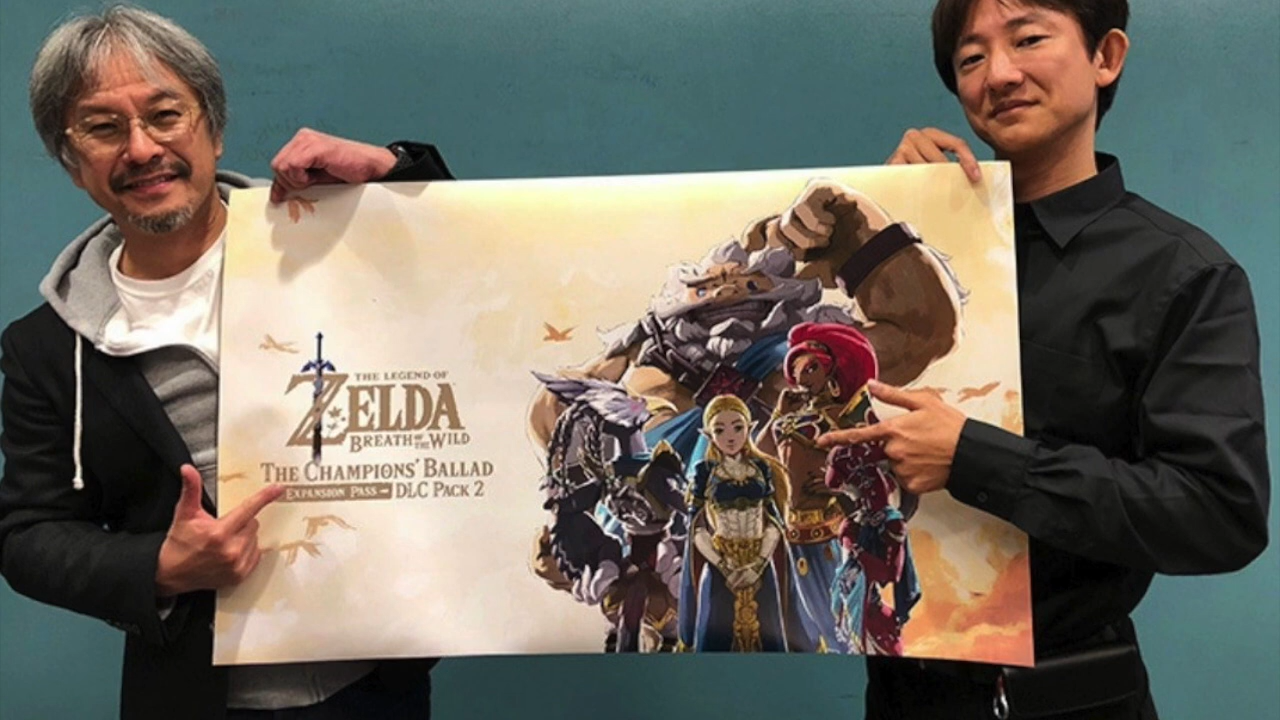 THE LEGEND OF
ZELDA
BREATH OF THE WILD
THE CHAMPIONS' BALLAD
EXPANSION PASS – DLC PACK 2